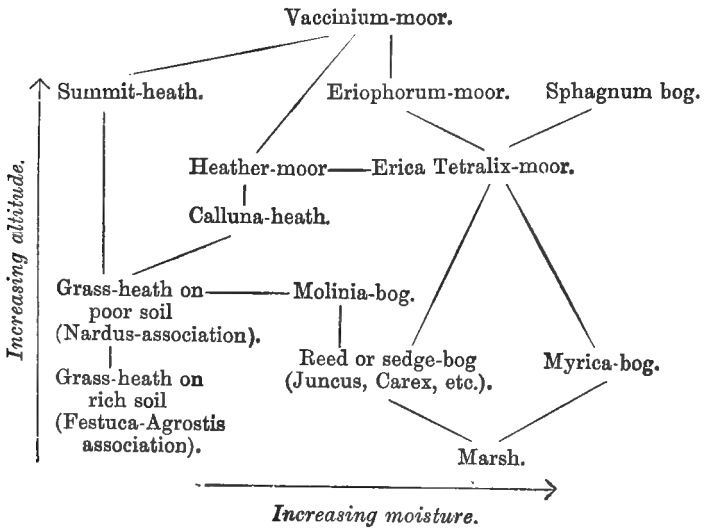 Vaccinium-moor.
Summit-heath.
Eriophorum-moor.
Sphagnum bog.
Heather-moor
Erica Tetralix-moor.
Calluna-heath.
Grass-heath on
poor soil
(Nardus-association).
Molinia-bog.
Reed or sedge-bog
(Juncus, Carex, etc.).
Myrica-bog.
Grass-heath on
rich soil
(Festuca-Agrostis
association).
Marsh.
Increasing altitude.
Increasing moisture.